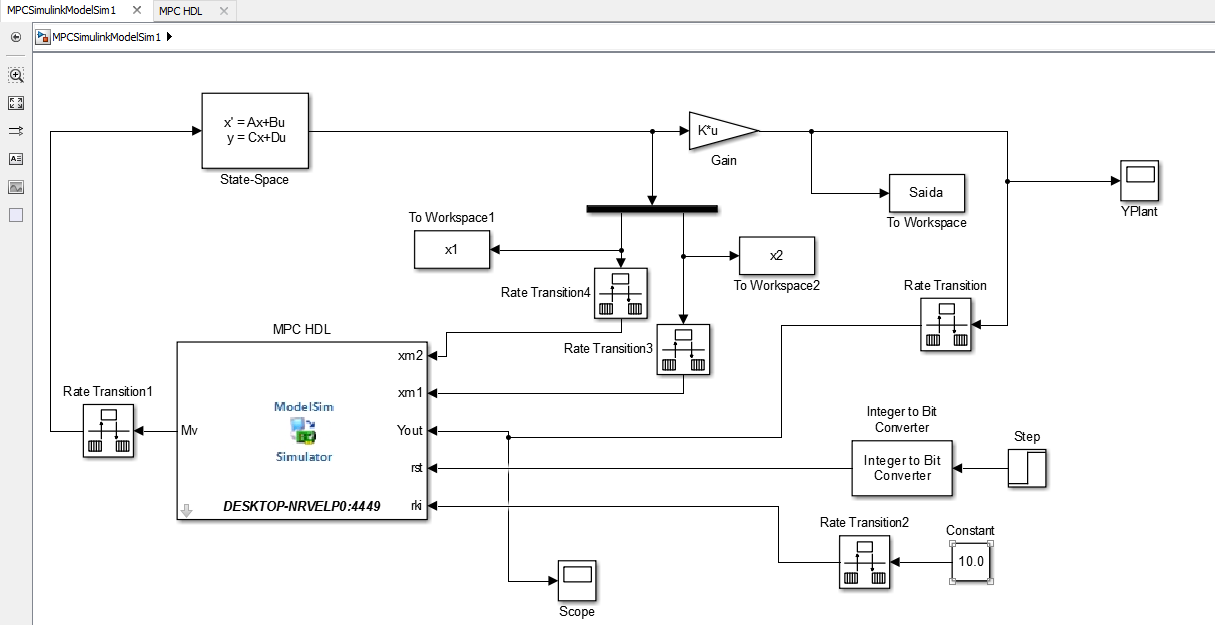 MPCSimulinkModelSim1
MPC HDL
MPCSimulinkModelSim1
x' = Ax+Bu
y = Cx+Du
State-Space
K*u
Gain
Saida
To Workspace
YPlant
To Workspace1
x1
x2
To Workspace2
Rate Transition4
Rate Transition3
Rate Transition
MPC HDL
xm2
xm1
Yout
rst
rki
Mv
ModelSim
Simulator
DESKTOP-NRVELP0:4449
Rate Transition1
Integer to Bit
Converter
Integer to Bit
Converter
Step
Rate Transition2
Constant
10.0
Scope